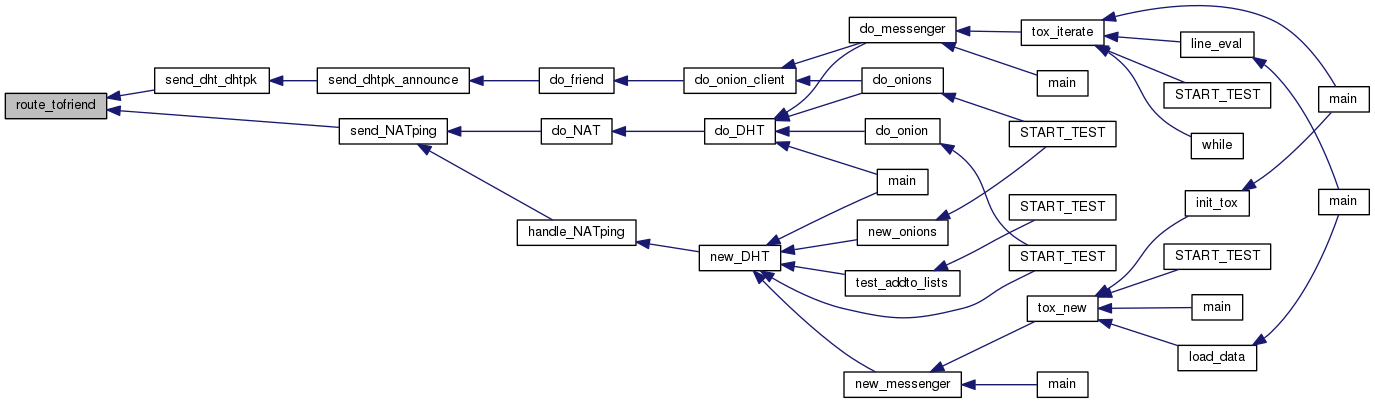 route_tofriend
send_dht_dhtpk
send_NATping
send_dhtpk_announce
do_NAT
handle_NATping
do_friend
do_onion_client
do_DHT
new_DHT
do_messenger
do_onions
do_onion
main
new_onions
test_addto_lists
new_messenger
tox_iterate
main
START_TEST
START_TEST
START_TEST
tox_new
main
line_eval
START_TEST
while
init_tox
START_TEST
main
load_data
main
main